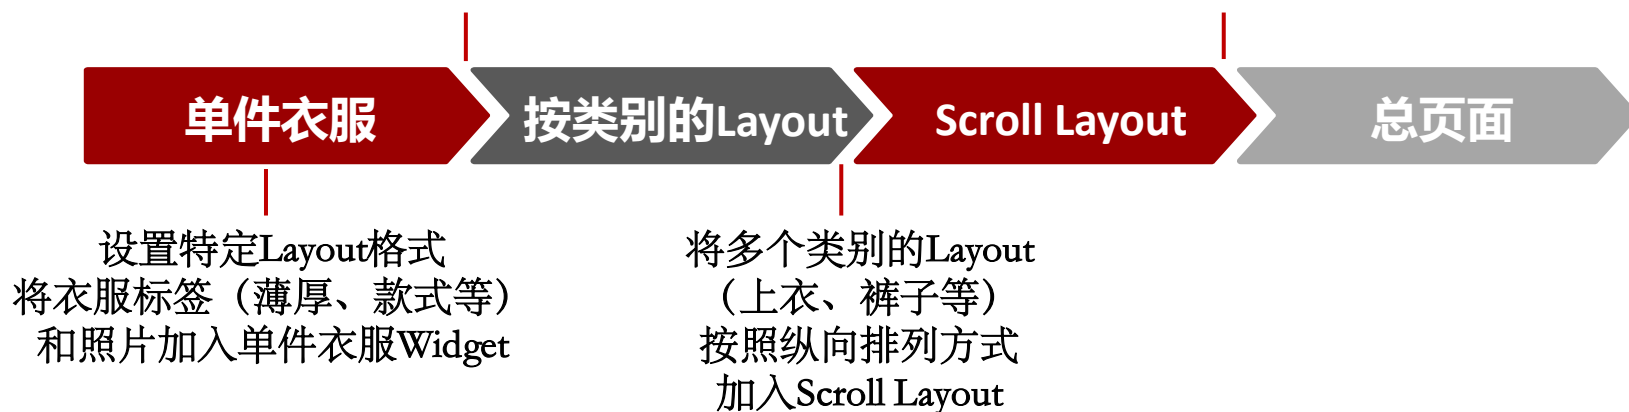 单件衣服
按类别的Layout
Scroll Layout
总页面
设置特定Layout格式
将衣服标签（薄厚、款式等）
和照片加入单件衣服Widget
将多个类别的Layout
（上衣、裤子等）
按照纵向排列方式
加入Scroll Layout